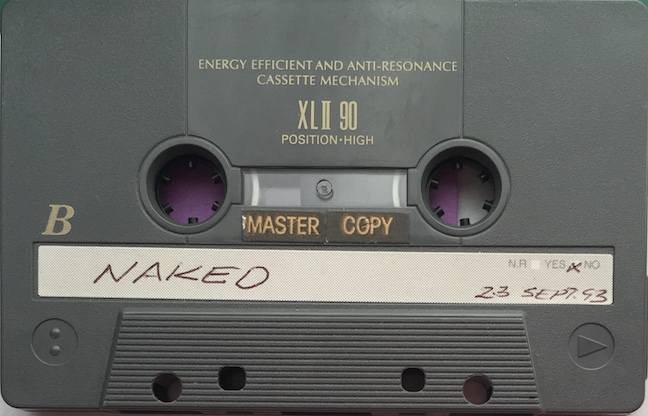 ENERGY EFFICIENT AND ANTI-RESONANCE
CASSETTE MECHANISM
XLII 90
POSITION·HIGH
B
MASTER COPY
NAKED
N.R YES x NO
23 SEPT. 93